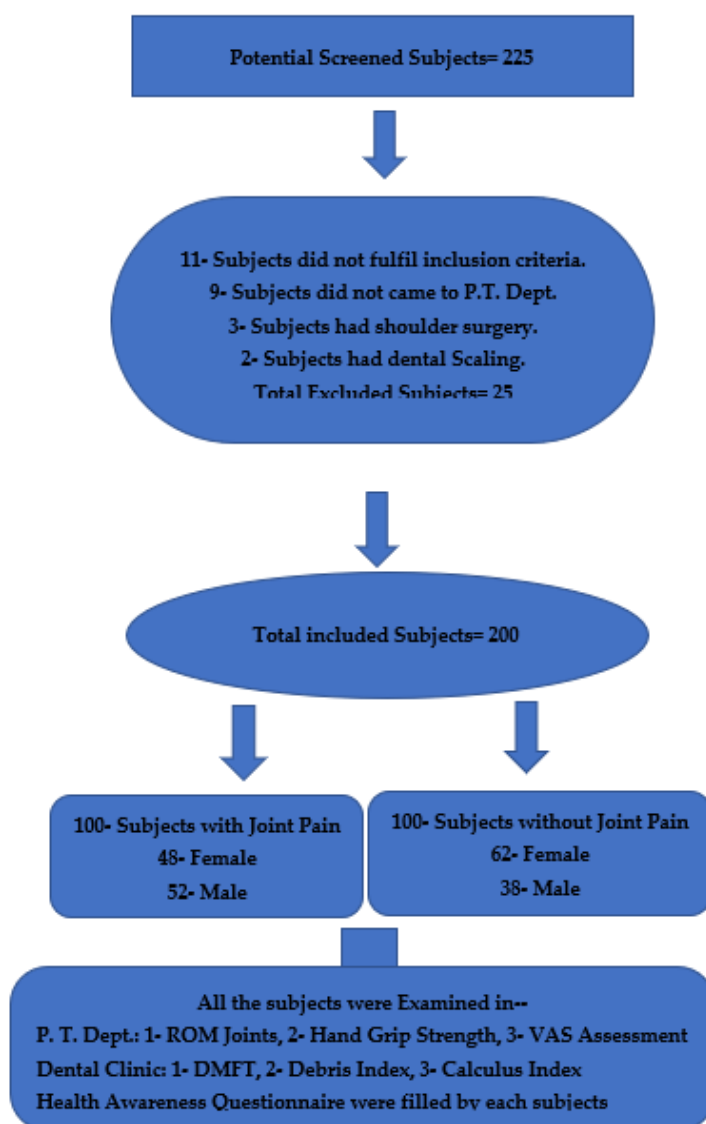 Potential Screened Subjects= 225
11- Subjects did not fulfil inclusion criteria.
9- Subjects did not came to P.T. Dept.
3- Subjects had shoulder surgery.
2- Subjects had dental Scaling.
Total Excluded Subjects= 25
Total included Subjects= 200
100- Subjects with Joint Pain
48- Female
52- Male
100- Subjects without Joint Pain
62- Female
38- Male
All the subjects were Examined in--
P. T. Dept.: 1- ROM Joints, 2- Hand Grip Strength, 3- VAS Assessment
Dental Clinic: 1- DMFT, 2- Debris Index, 3- Calculus Index
Health Awareness Questionnaire were filled by each subjects